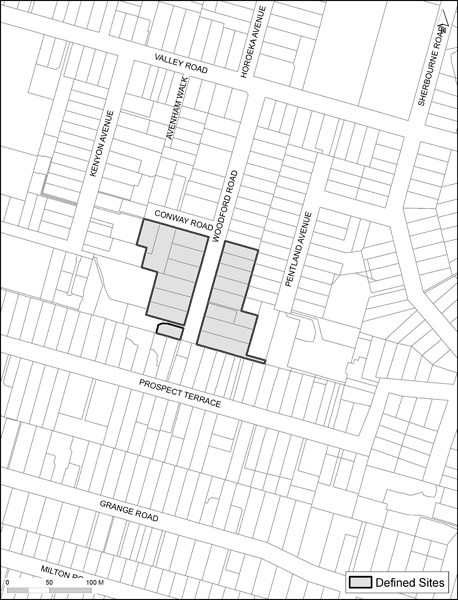 HOROEKA AVENUE
SHERBOURNE ROAD
VALLEY ROAD
AVENHAM WALK
KENYON AVENUE
WOODFORD ROAD
CONWAY ROAD
PENTLAND AVENUE
PROSPECT TERRACE
GRANGE ROAD
MILTON RO
0 50 100 M
Defined Sites